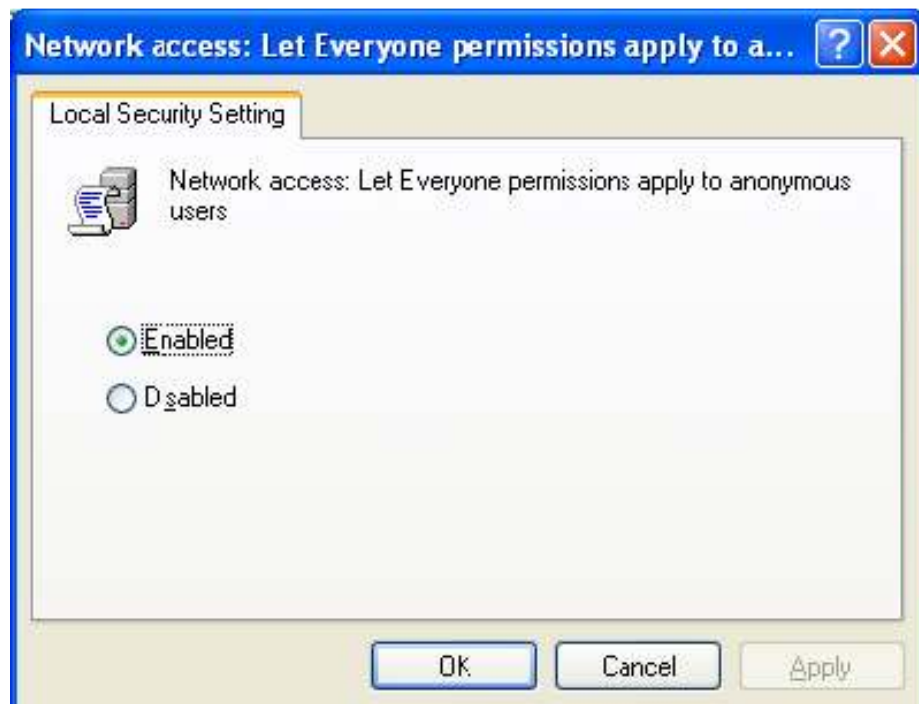 Network access: Let Everyone permissions apply to a...
Local Security Setting
Network access: Let Everyone permissions apply to anonymous
users
Enabled
Disabled
OK
Cancel
Apply